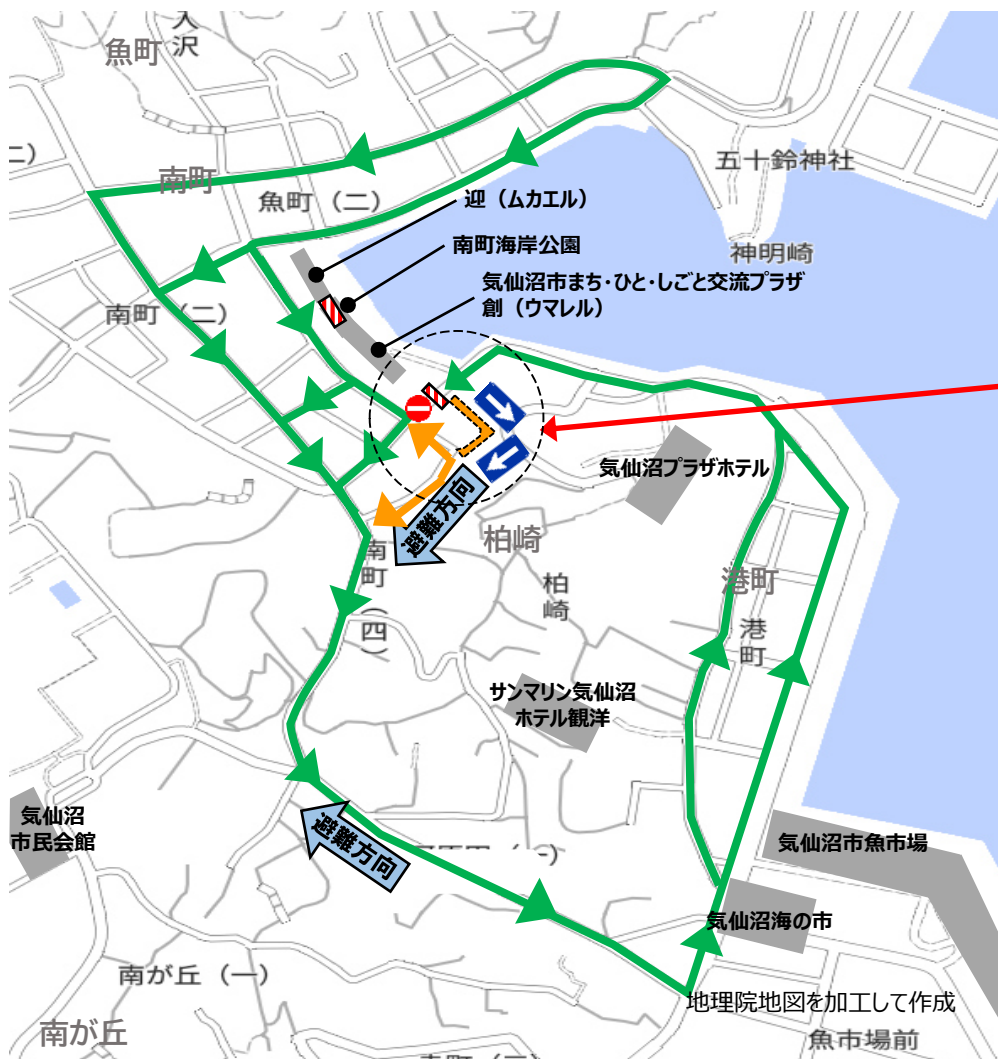 入沢
魚町
五十鈴神社
南町
魚町（二）
迎（ムカエル）
南町海岸公園
神明崎
気仙沼市まち・ひと・しごと交流プラザ
創（ウマレル）
南町（二）
気仙沼プラザホテル
避難方向
柏崎
南町（四）
柏崎
港町
港町
サンマリン気仙沼
ホテル観洋
気仙沼
市民会館
避難方向
気仙沼市魚市場
気仙沼海の市
南が丘（一）
地理院地図を加工して作成
南が丘
魚市場前